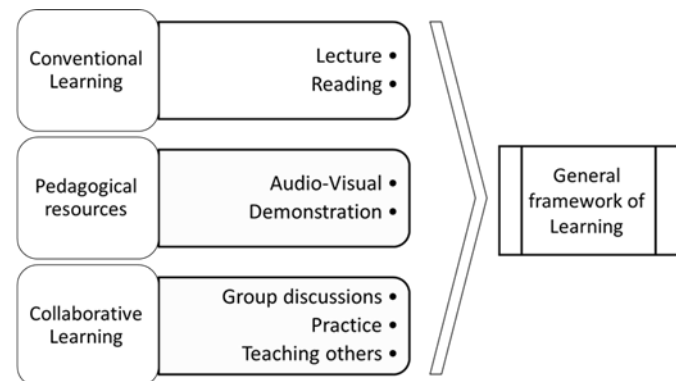 Conventional
Learning
Lecture •
Reading •
Pedagogical
resources
Audio-Visual •
Demonstration •
Collaborative
Learning
Group discussions •
Practice •
Teaching others •
General
framework of
Learning